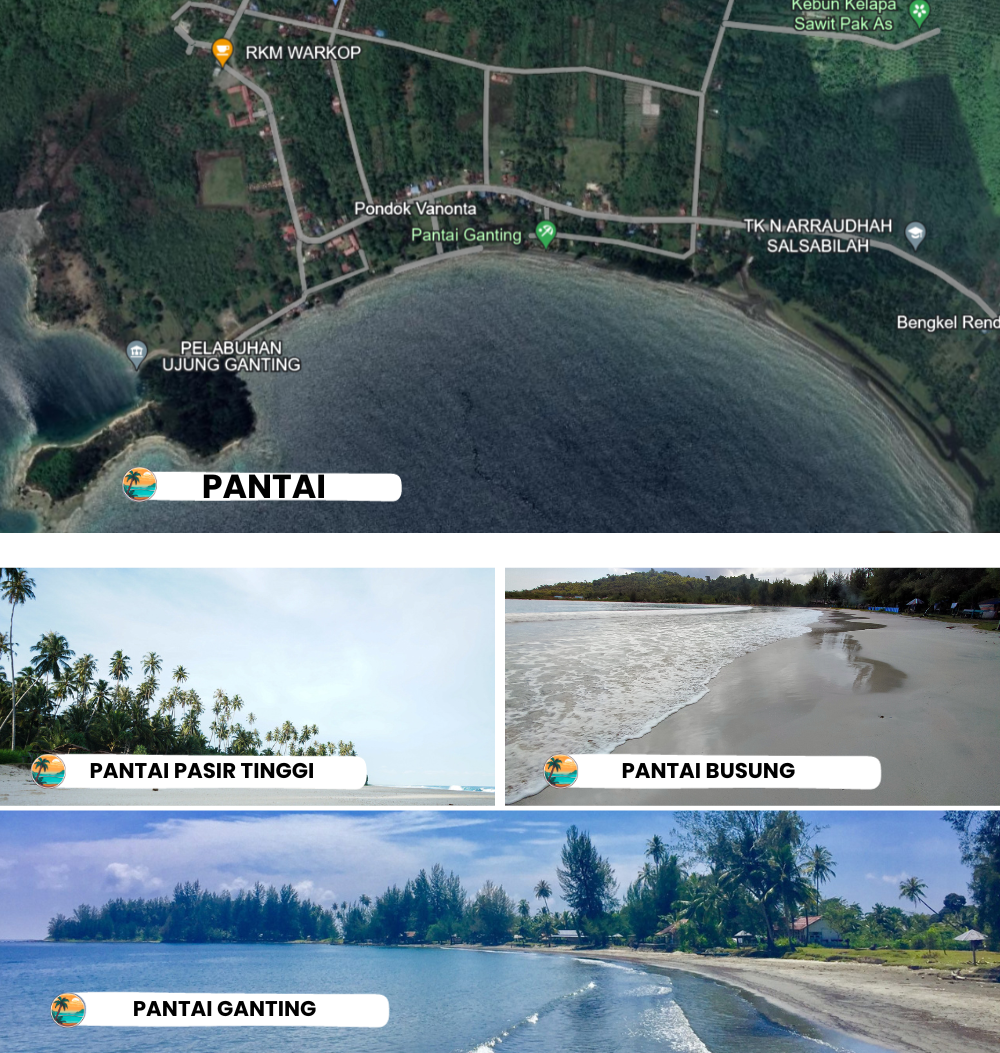 Kebun Kelapa
Sawit Pak As
RKM WARKOP
Pondok Vanonta
Pantai Ganting
TK N ARRAUDHAH
SALSABILAH
Bengkel Rend
PELABUHAN
UJUNG GANTING
PANTAI
PANTAI PASIR TINGGI
PANTAI BUSUNG
PANTAI GANTING